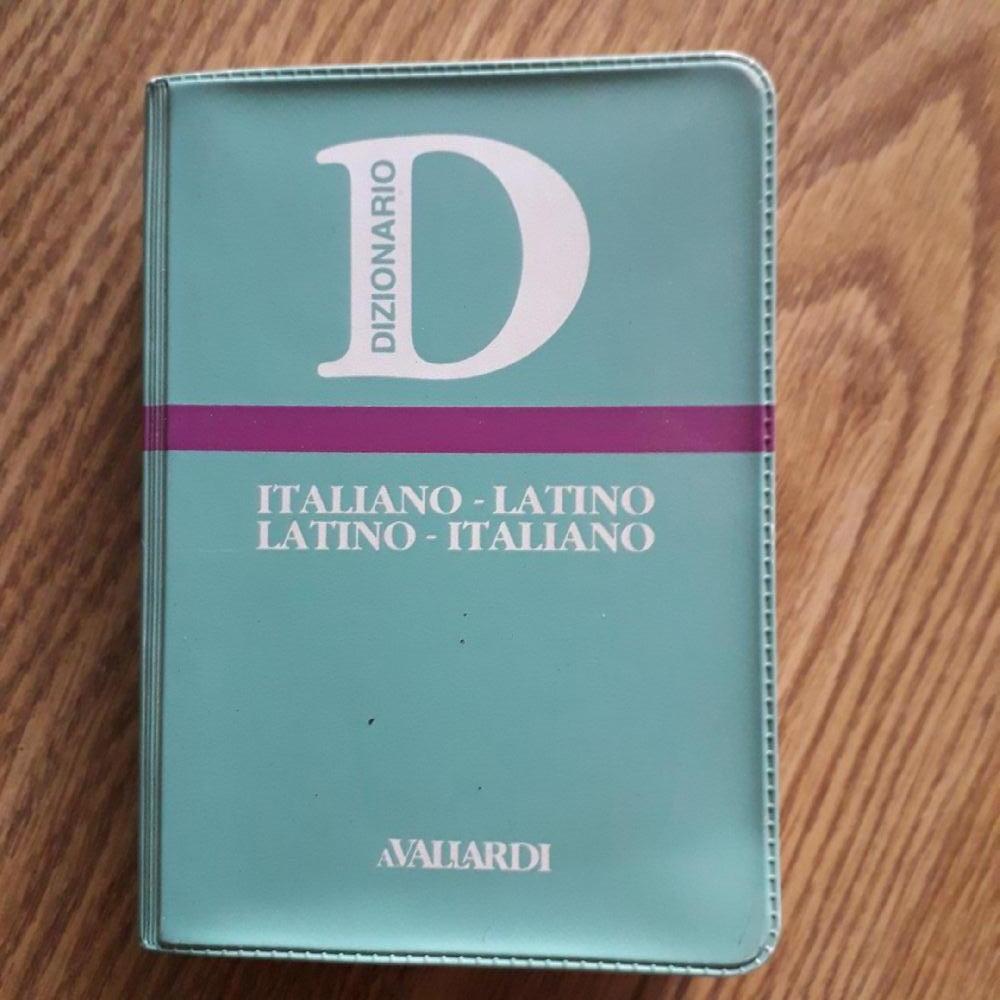 D
DIZIONARIO
ITALIANO - LATINO
LATINO - ITALIANO
AVALLARDI